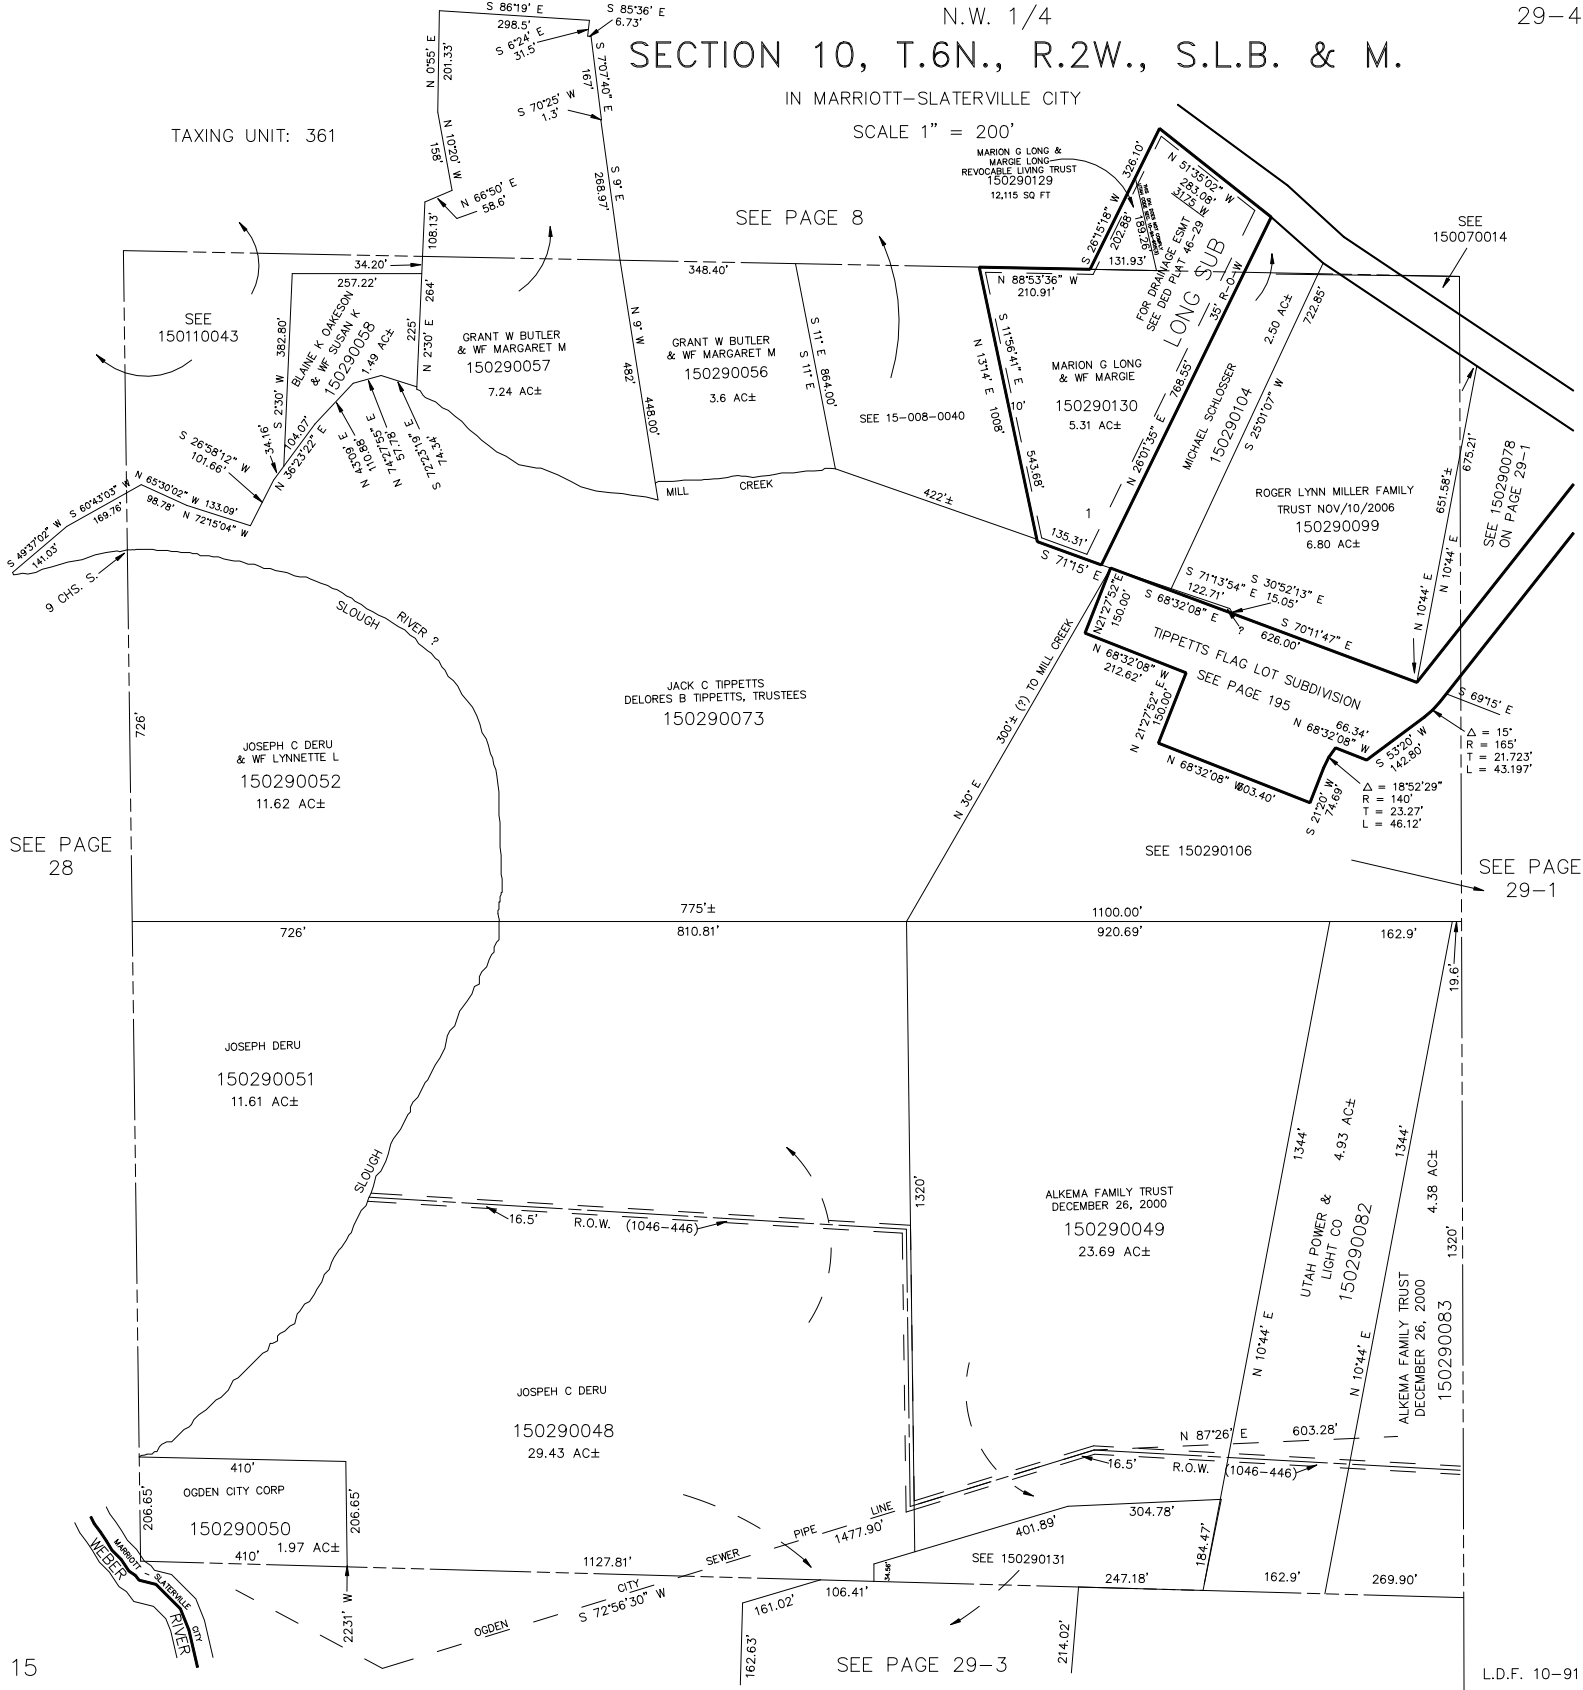 N.W. 1/4
29-4
SECTION 10, T.6N., R.2W., S.L.B. & M.
IN MARRIOTT-SLATERVILLE CITY
SCALE 1" = 200'
TAXING UNIT: 361
S 86°19' E
298.5'
S 85°36' E
6.73'
S 6°24' E
31.5'
N 0°55' E
201.33'
S 7°07'40" E
167'
S 70°25' W
1.3'
N 10°20' W
158'
N 66°50' E
58.6'
S 9° E
268.97'
108.13'
MARION G LONG &
MARGIE LONG
REVOCABLE LIVING TRUST
150290129
12,115 SQ FT
326.10'
S 26°15'18" W
202.88'
189.26
131.93'
N 51°35'02" W
283.08'
3175 W
FOR DRAINAGE ESMT
SEE DED PLAT 46-29
LONG SUB
35' R-O-W
SEE PAGE 8
SEE
150070014
34.20'
257.22'
348.40'
N 88°53'36" W
210.91'
SEE
150110043
382.80'
S 2°30' W
BLAINE K OAKESON
& WF SUSAN K
150290058
1.49 AC±
264'
225'
N 2°30' E
GRANT W BUTLER
& WF MARGARET M
150290057
7.24 AC±
N 9° W
482'
448.00'
GRANT W BUTLER
& WF MARGARET M
150290056
3.6 AC±
S 11° E
S 11° E 864.00'
SEE 15-008-0040
S 11°56'41" E
N 13°14' E 1008'
10'
543.68'
MARION G LONG
& WF MARGIE
150290130
5.31 AC±
N 26°01'35" E 768.55'
1
135.31'
S 71°15' E
MICHAEL SCHLOSSER
150290104
2.50 AC±
722.85'
S 25°01'07" W
ROGER LYNN MILLER FAMILY
TRUST NOV/10/2006
150290099
6.80 AC±
675.21'
651.58'±
N 10°44' E
N 10°44' E
SEE 150290078
ON PAGE 29-1
34.16'
104.07'
N 36°23'22" E
N 43°09' E
110.88'
N 74°27'55" E
57.78'
S 72°23'19" E
74.34'
S 26°58'12" W
101.66'
N 65°30'02" W
98.78'
133.09'
N 72°15'04" W
S 60°43'03" W
169.76'
S 49°37'02" W
141.03'
9 CHS. S.
MILL CREEK
422'±
SLOUGH
RIVER ?
S 71°13'54" E
122.71'
S 30°52'13" E
15.05'
S 68°32'08" E
?
S 70°11'47" E
626.00'
N21°27'52"E
150.00'
N 68°32'08" W
212.62'
TIPPETTS FLAG LOT SUBDIVISION
SEE PAGE 195
N 21°27'52" E
150.00'
N 68°32'08" W
603.40'
N 68°32'08" W
66.34'
S 69°15' E
S 53°20' W
142.80'
S 21°20' W
74.69'
△ = 15°
R = 165'
T = 21.723'
L = 43.197'
△ = 18°52'29"
R = 140'
T = 23.27'
L = 46.12'
N 30° E
300'± (?) TO MILL CREEK
726'
JACK C TIPPETTS
DELORES B TIPPETTS, TRUSTEES
150290073
JOSEPH C DERU
& WF LYNNETTE L
150290052
11.62 AC±
SEE PAGE
28
SEE 150290106
SEE PAGE
29-1
775'±
1100.00'
726'
810.81'
920.69'
162.9'
19.6'
JOSEPH DERU
150290051
11.61 AC±
SLOUGH
1320'
ALKEMA FAMILY TRUST
DECEMBER 26, 2000
150290049
23.69 AC±
1344'
4.93 AC±
1344'
UTAH POWER &
LIGHT CO
150290082
4.38 AC±
1320'
ALKEMA FAMILY TRUST
DECEMBER 26, 2000
150290083
N 10°44' E
N 10°44' E
16.5'
R.O.W. (1046-446)
JOSPEH C DERU
150290048
29.43 AC±
N 87°26' E
603.28'
16.5'
R.O.W. (1046-446)
410'
OGDEN CITY CORP
150290050
1.97 AC±
206.65'
206.65'
410'
2231' W
1127.81'
OGDEN CITY SEWER PIPE LINE
1477.90'
S 72°56'30" W
401.89'
304.78'
184.47'
SEE 150290131
34.56'
106.41'
161.02'
162.63'
247.18'
162.9'
269.90'
214.02'
WEBER RIVER
MARRIOTT - SLATERVILLE CITY
SEE PAGE 29-3
15
L.D.F. 10-91